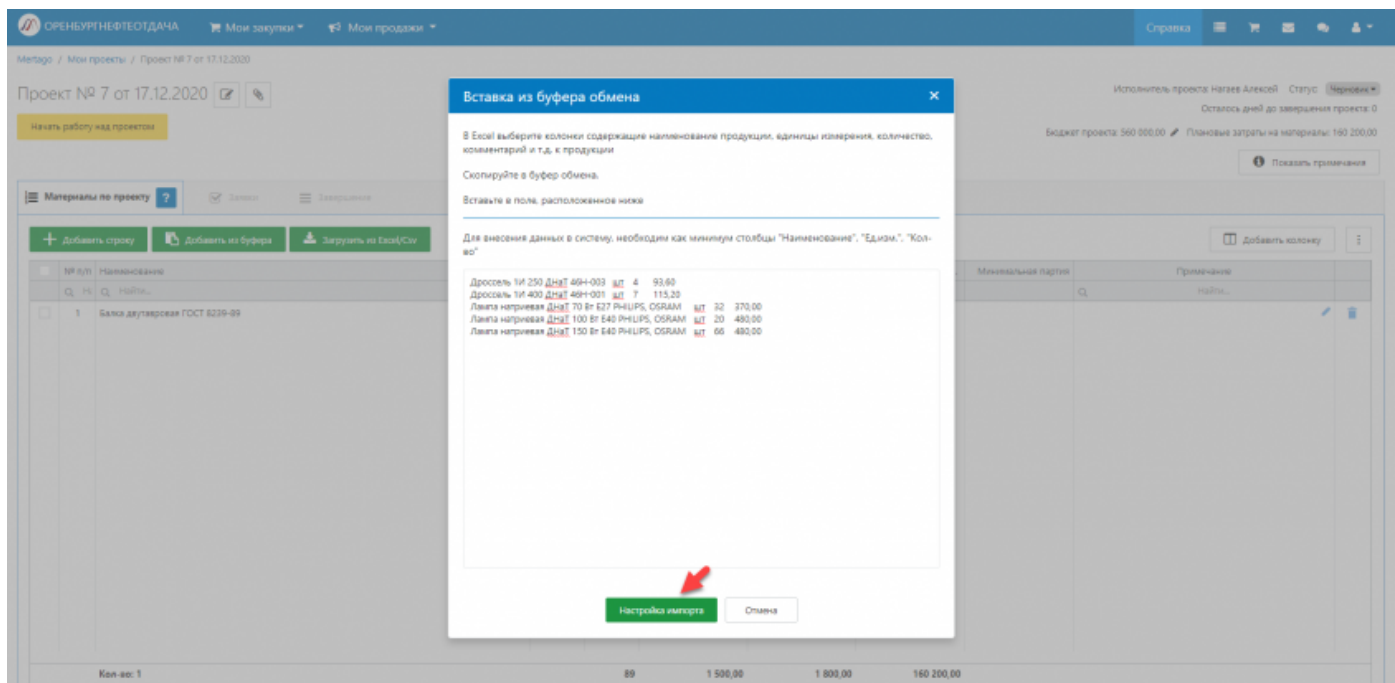 ОРЕНБУРГНЕФТЕОТДАЧА Мои закупки Мои продажи Справка
Mertago / Мои проекты / Проект № 7 от 17.12.2020
Проект № 7 от 17.12.2020
Исполнитель проекта: Нагаев Алексей Статус: Черновик
Осталось дней до завершения проекта: 0
Начать работу над проектом
Бюджет проекта: 560 000,00 Плановые затраты на материалы: 160 200,00
Показать примечания
Материалы по проекту ? Заявка Завершение
Добавить строку Добавить из буфера Загрузить из Excel/Csv Добавить колонку
№ п/п Наименование Минимальная партия Примечание
Н Найти... Найти...
1 Балка двутавровая ГОСТ 8239-89
Вставка из буфера обмена ×
В Excel выберите колонки содержащие наименование продукции, единицы измерения, количество,
комментарий и т.д. к продукции
Скопируйте в буфер обмена.
Вставьте в поле, расположенное ниже
Для внесения данных в систему, необходим как минимум столбцы "Наименование", "Ед.изм.", "Кол-
во"
Дроссель 1И 250 ДНаТ 46Н-003 шт 4 93,60
Дроссель 1И 400 ДНаТ 46Н-001 шт 7 115,20
Лампа натриевая ДНаТ 70 Вт E27 PHILIPS, OSRAM шт 32 370,00
Лампа натриевая ДНаТ 100 Вт E40 PHILIPS, OSRAM шт 20 480,00
Лампа натриевая ДНаТ 150 Вт E40 PHILIPS, OSRAM шт 66 480,00
Настройка импорта Отмена
Кол-во: 1 89 1 500,00 1 800,00 160 200,00